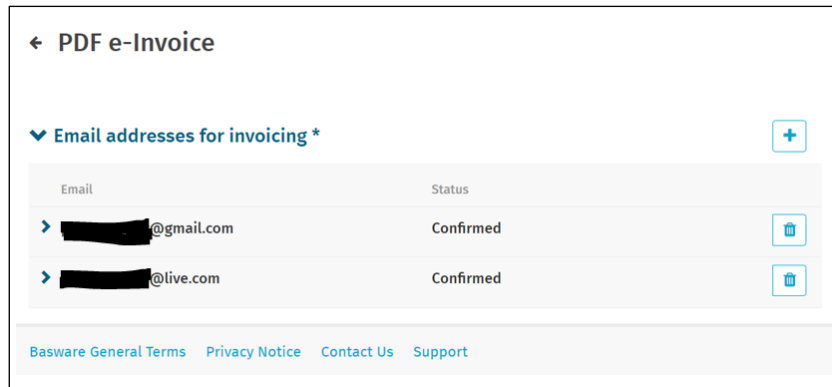 PDF e-Invoice
Email addresses for invoicing *
Email Status
@gmail.com Confirmed
@live.com Confirmed
Basware General Terms Privacy Notice Contact Us Support